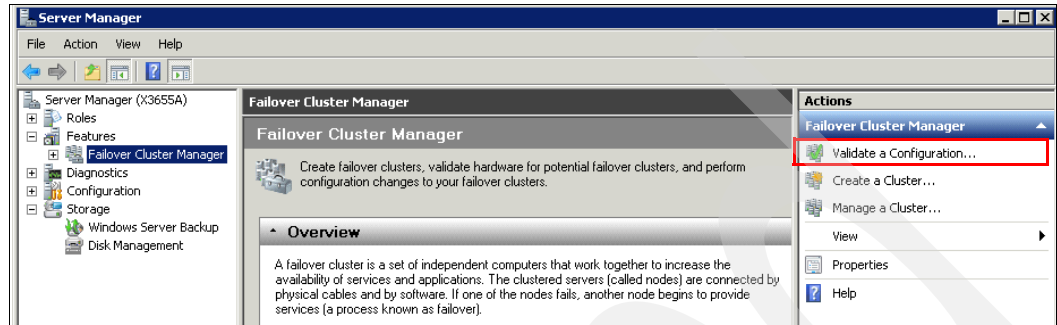 Server Manager
File Action View Help
Server Manager (X3655A)
Roles
Features
Failover Cluster Manager
Diagnostics
Configuration
Storage
Windows Server Backup
Disk Management
Failover Cluster Manager
Failover Cluster Manager
Create failover clusters, validate hardware for potential failover clusters, and perform
configuration changes to your failover clusters.
Overview
A failover cluster is a set of independent computers that work together to increase the
availability of services and applications. The clustered servers (called nodes) are connected by
physical cables and by software. If one of the nodes fails, another node begins to provide
services (a process known as failover).
Actions
Failover Cluster Manager
Validate a Configuration...
Create a Cluster...
Manage a Cluster...
View
Properties
Help